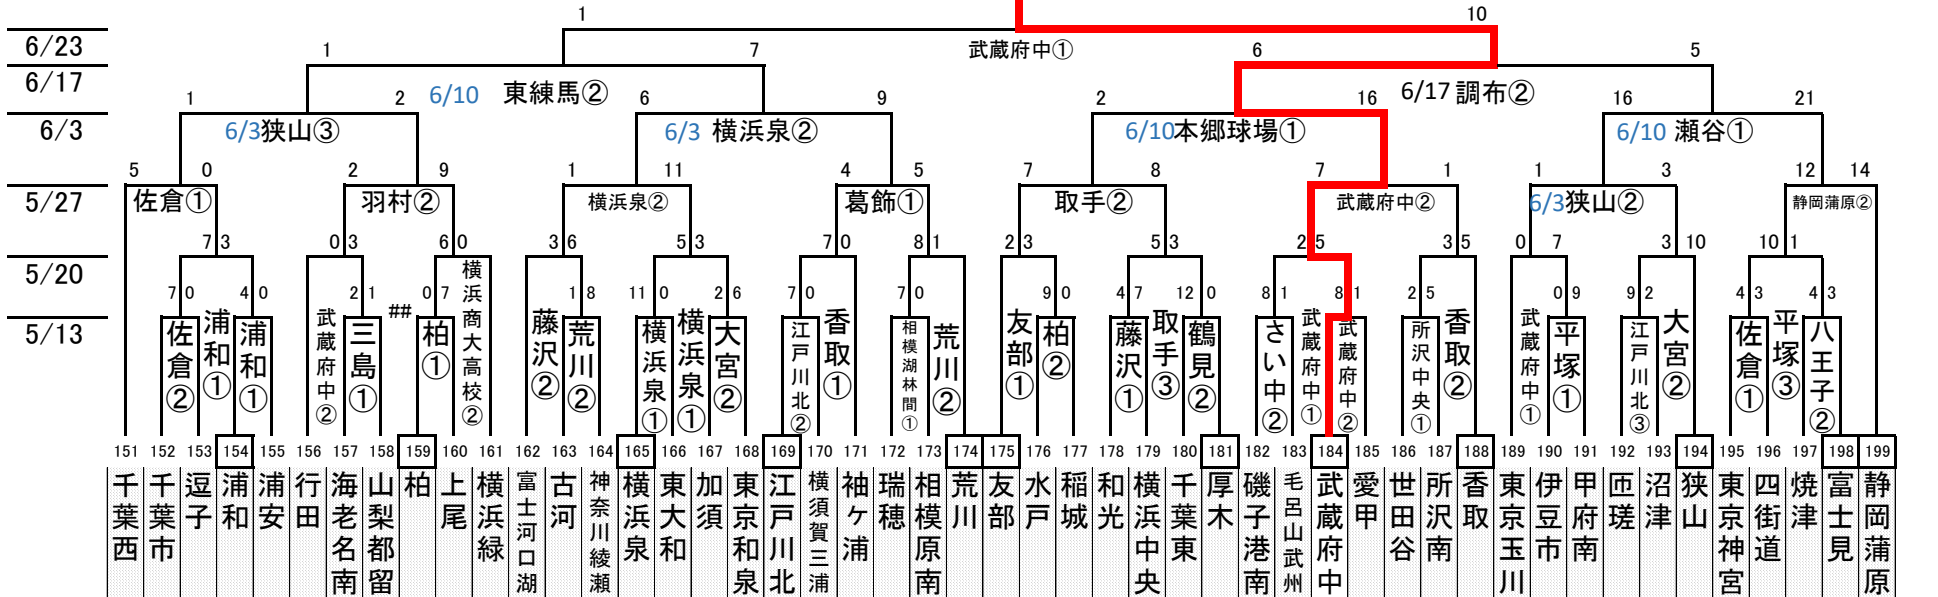 1 10
6/23 1 7 武蔵府中① 6 5
6/17 1 2 6/10 東練馬② 6 9 2 16 6/17 調布② 16 21
6/3 6/3狭山③ 6/3 横浜泉② 6/10本郷球場① 6/10 瀬谷①
5 0 2 9 1 11 4 5 7 8 7 1 1 3 12 14
5/27 佐倉① 羽村② 横浜泉② 葛飾① 取手② 武蔵府中② 6/3狭山② 静岡蒲原②
7 3 0 3 6 0 3 6 5 3 7 0 8 1 2 3 5 3 2 5 3 5 0 7 3 10 10 1
5/20
7 0 4 0 2 1 ## 0 7 1 8 11 0 2 6 7 0 7 0 9 0 4 7 12 0 8 1 8 1 2 5 0 9 9 2 4 3 4 3
5/13
佐倉②
浦和①
浦和①
武蔵府中②
三島①
柏①
横浜商大高校②
藤沢②
荒川②
横浜泉①
横浜泉①
大宮②
江戸川北②
香取①
相模湖林間①
荒川②
友部①
柏②
藤沢①
取手③
鶴見②
さい中②
武蔵府中①
武蔵府中②
所沢中央①
香取②
武蔵府中①
平塚①
江戸川北③
大宮②
佐倉①
平塚③
八王子②
151 152 153 154 155 156 157 158 159 160 161 162 163 164 165 166 167 168 169 170 171 172 173 174 175 176 177 178 179 180 181 182 183 184 185 186 187 188 189 190 191 192 193 194 195 196 197 198 199
千葉西
千葉市
逗子
浦和
浦安
行田
海老名南
山梨都留
柏
上尾
横浜緑
富士河口湖
古河
神奈川綾瀬
横浜泉
東大和
加須
東京和泉
江戸川北
横須賀三浦
袖ケ浦
瑞穂
相模原南
荒川
友部
水戸
稲城
和光
横浜中央
千葉東
厚木
磯子港南
毛呂山武州
武蔵府中
愛甲
世田谷
所沢南
香取
東京玉川
伊豆市
甲府南
匝瑳
沼津
狭山
東京神宮
四街道
焼津
富士見
静岡蒲原